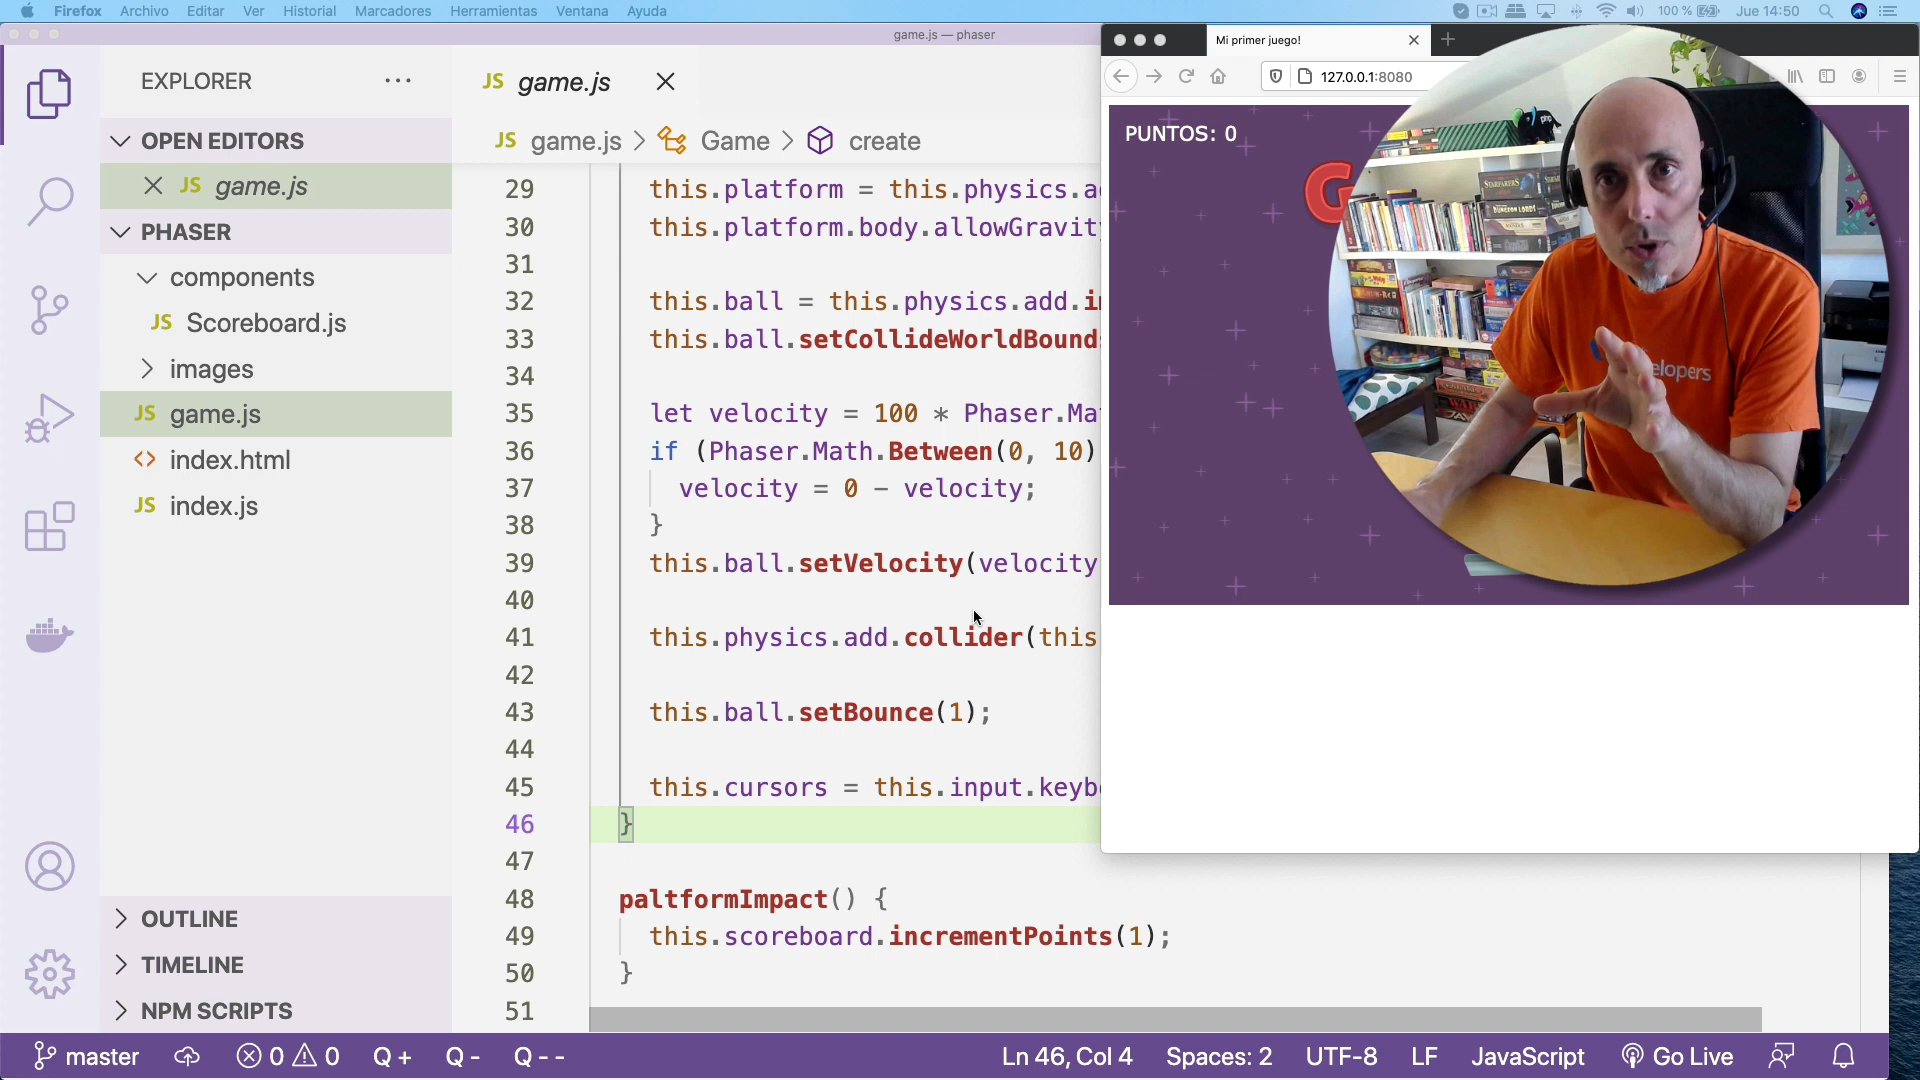 Firefox Archivo Editar Ver Historial Marcadores Herramientas Ventana Ayuda 100 % Jue 14:50
game.js — phaser
EXPLORER
OPEN EDITORS
JS game.js
PHASER
components
JS Scoreboard.js
images
JS game.js
<> index.html
JS index.js
OUTLINE
TIMELINE
NPM SCRIPTS
JS game.js
JS game.js > Game > create
29 this.platform = this.physics.a
30 this.platform.body.allowGravity
31
32 this.ball = this.physics.add.i
33 this.ball.setCollideWorldBounds
34
35 let velocity = 100 * Phaser.Ma
36 if (Phaser.Math.Between(0, 10)
37 velocity = 0 - velocity;
38 }
39 this.ball.setVelocity(velocity
40
41 this.physics.add.collider(this
42
43 this.ball.setBounce(1);
44
45 this.cursors = this.input.keyb
46 }
47
48 paltformImpact() {
49 this.scoreboard.incrementPoints(1);
50 }
51
Mi primer juego!
127.0.0.1:8080
PUNTOS: 0
G
STARFARERS
DUNGEON LORDS
php
elopers
master 0 0 Q + Q - Q - - Ln 46, Col 4 Spaces: 2 UTF-8 LF JavaScript Go Live